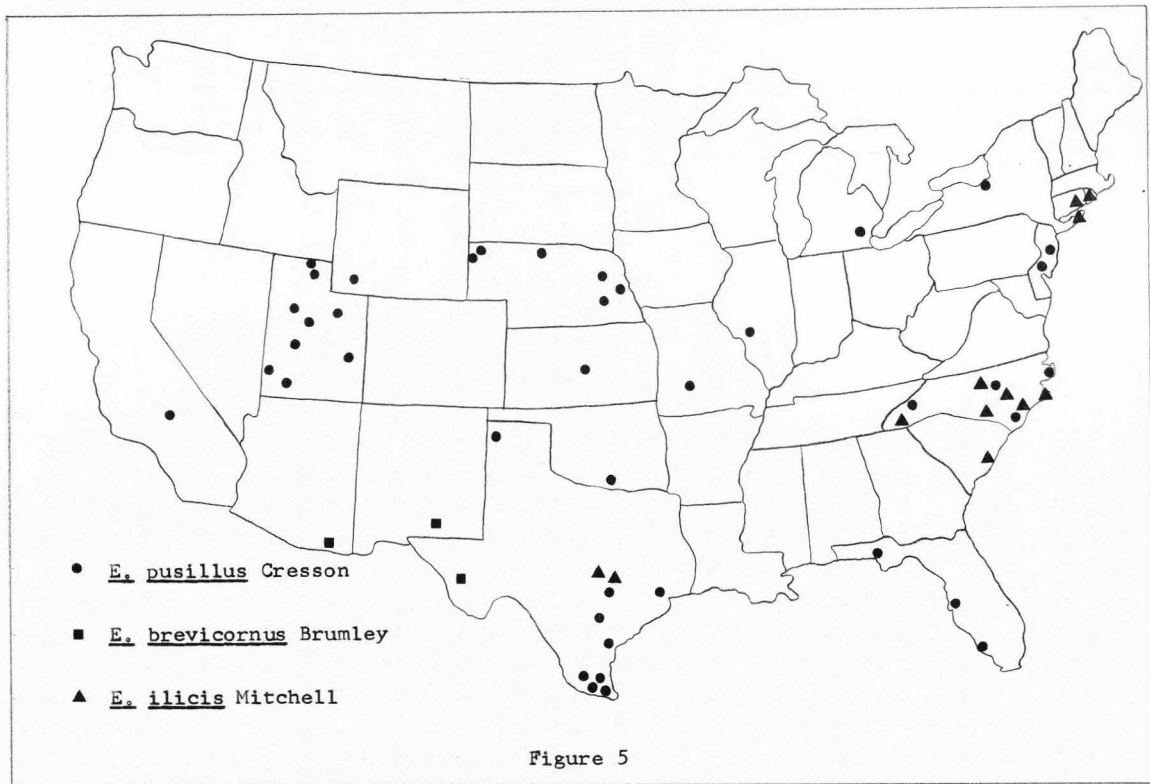 E. pusillus Cresson
E. brevicornus Brumley
E. ilicis Mitchell
Figure 5